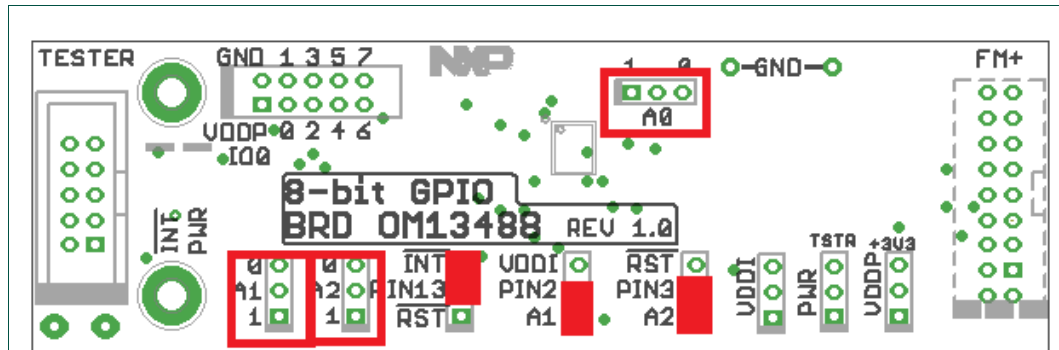 TESTER
GND 1 3 5 7
NXP
1 0
GND
FM+
A0
VDDP 0 2 4 6
IO0
8-bit GPIO
BRD OM13488 REV 1.0
INT
PWR
0
A1
1
0
A2
1
INT
PIN13
RST
VDDI
PIN2
A1
RST
PIN3
A2
VDDI
TSTR
PWR
+3V3
VDDP